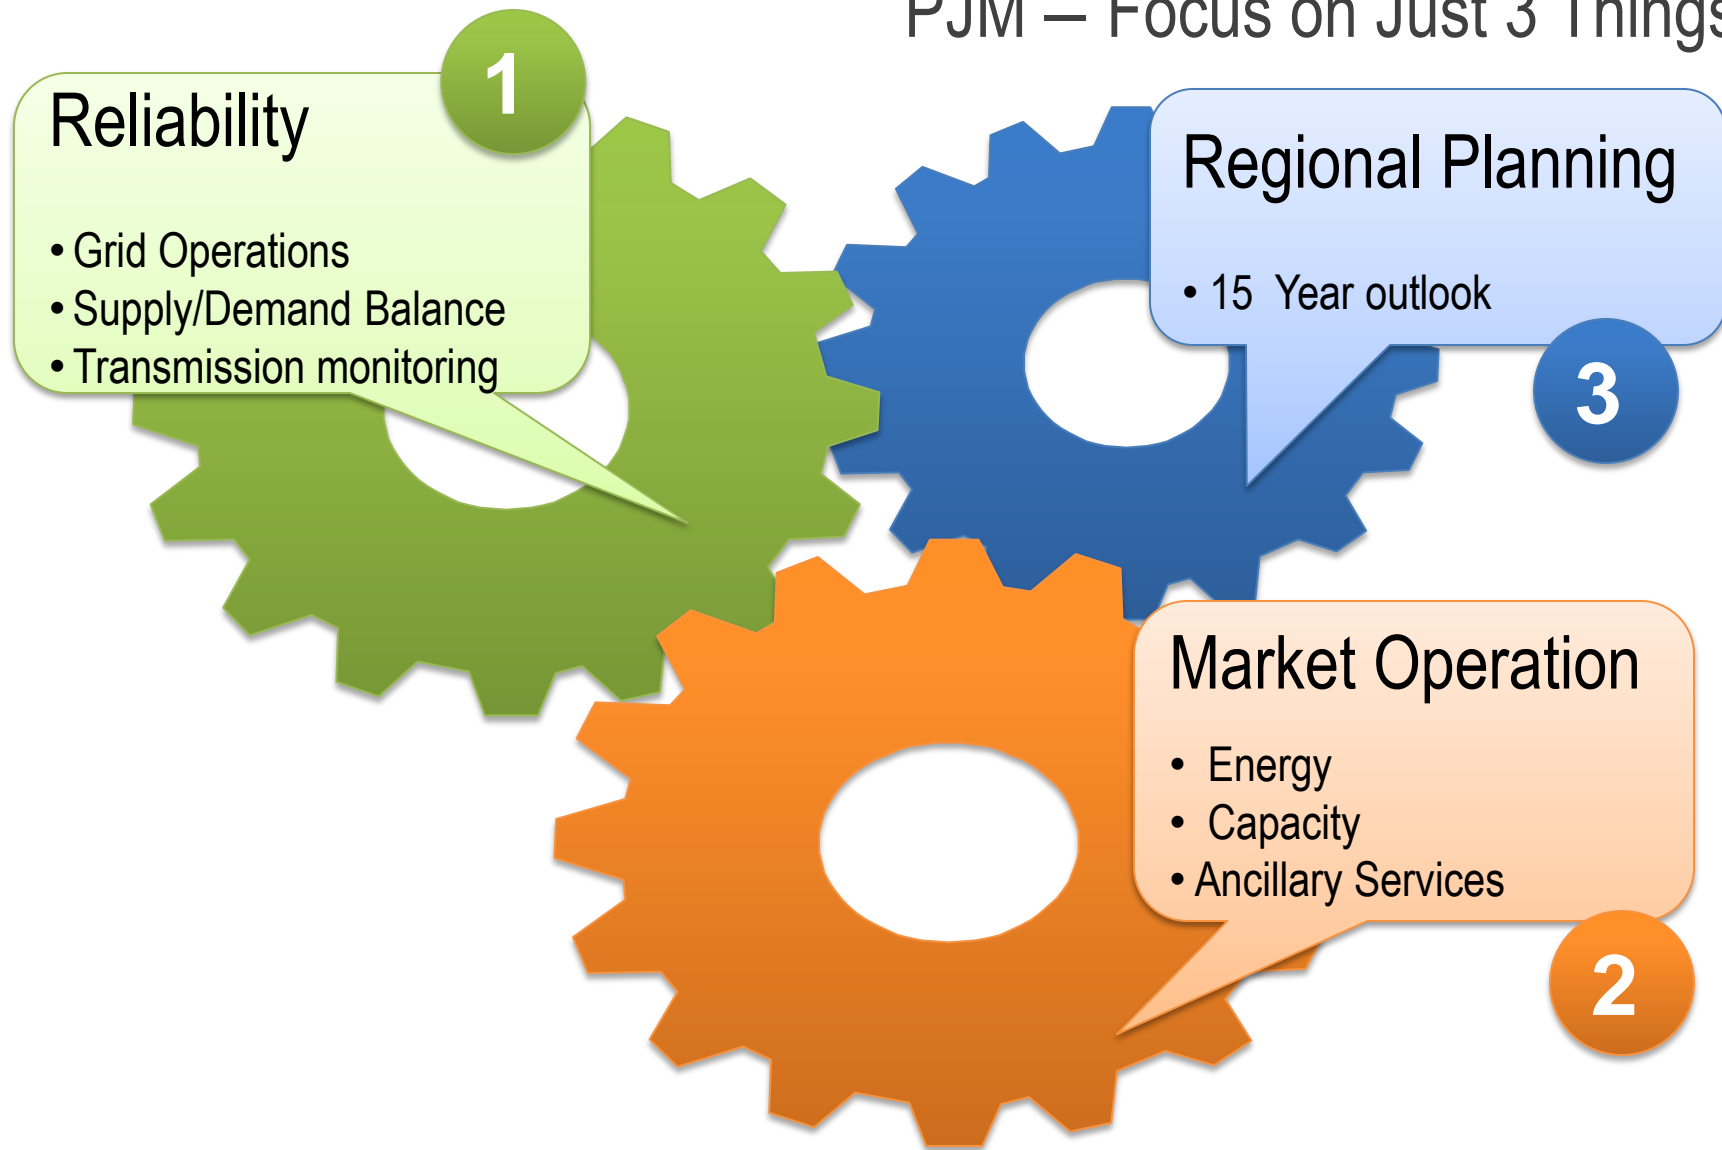 PJM — Focus on Just 3 Things
1
Reliability
• Grid Operations
• Supply/Demand Balance
• Transmission monitoring
Regional Planning
• 15 Year outlook
3
Market Operation
• Energy
• Capacity
• Ancillary Services
2